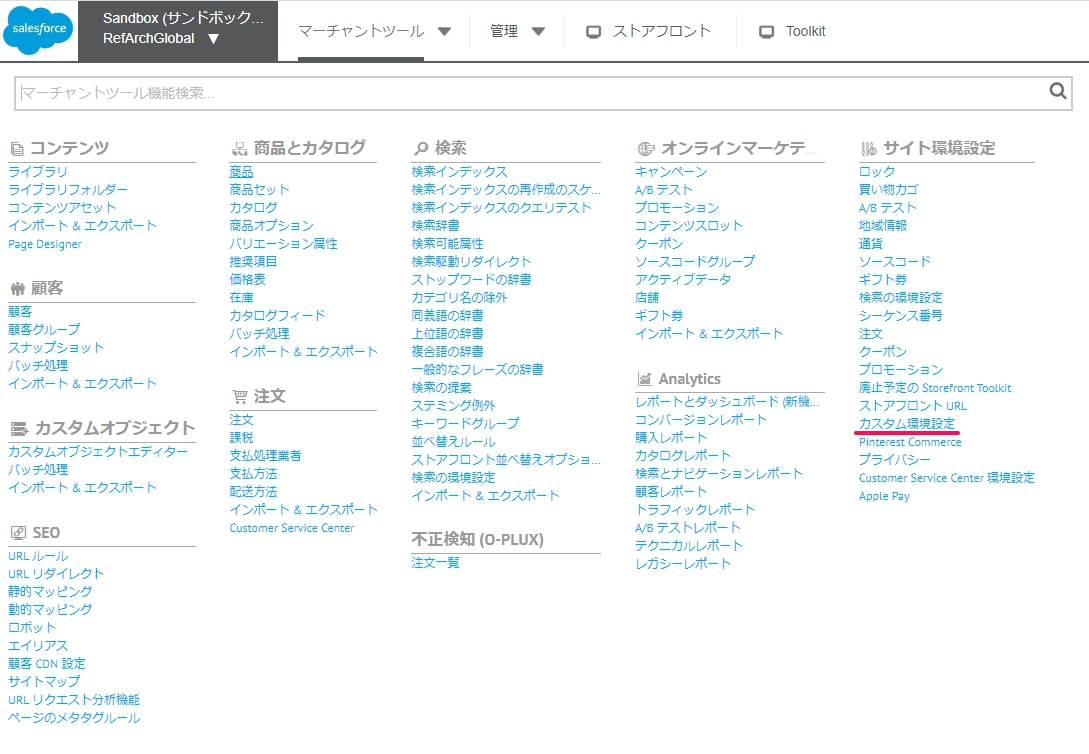 salesforce
Sandbox (サンドボック...
RefArchGlobal ▼
マーチャントツール
管理
ストアフロント
Toolkit
マーチャントツール機能検索...
コンテンツ
ライブラリ
ライブラリフォルダー
コンテンツアセット
インポート & エクスポート
Page Designer
顧客
顧客
顧客グループ
スナップショット
バッチ処理
インポート & エクスポート
カスタムオブジェクト
カスタムオブジェクトエディター
バッチ処理
インポート & エクスポート
SEO
URL ルール
URL リダイレクト
静的マッピング
動的マッピング
ロボット
エイリアス
顧客 CDN 設定
サイトマップ
URL リクエスト分析機能
ページのメタタグルール
商品とカタログ
商品
商品セット
カタログ
商品オプション
バリエーション属性
推奨項目
価格表
在庫
カタログフィード
バッチ処理
インポート & エクスポート
注文
注文
課税
支払処理業者
支払方法
配送方法
インポート & エクスポート
Customer Service Center
検索
検索インデックス
検索インデックスの再作成のスケ...
検索インデックスのクエリテスト
検索辞書
検索可能属性
検索駆動リダイレクト
ストップワードの辞書
カテゴリ名の除外
同義語の辞書
上位語の辞書
複合語の辞書
一般的なフレーズの辞書
検索の提案
ステミング例外
キーワードグループ
並べ替えルール
ストアフロント並べ替えオプショ...
検索の環境設定
インポート & エクスポート
不正検知 (O-PLUX)
注文一覧
オンラインマーケテ...
キャンペーン
A/B テスト
プロモーション
コンテンツスロット
クーポン
ソースコードグループ
アクティブデータ
店舗
ギフト券
インポート & エクスポート
Analytics
レポートとダッシュボード (新機...
コンバージョンレポート
購入レポート
カタログレポート
検索とナビゲーションレポート
顧客レポート
トラフィックレポート
A/B テストレポート
テクニカルレポート
レガシーレポート
サイト環境設定
ロック
買い物カゴ
A/B テスト
地域情報
通貨
ソースコード
ギフト券
検索の環境設定
シーケンス番号
注文
クーポン
プロモーション
廃止予定の Storefront Toolkit
ストアフロント URL
カスタム環境設定
Pinterest Commerce
プライバシー
Customer Service Center 環境設定
Apple Pay